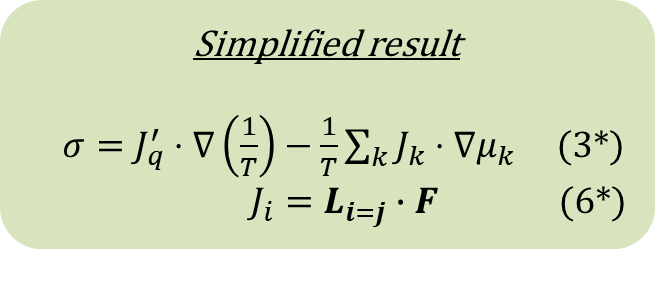 Simplified result
σ = J′_q · ∇(1/T) − 1/T ∑_k J_k · ∇μ_k (3*)
J_i = L_{i=j} · F (6*)